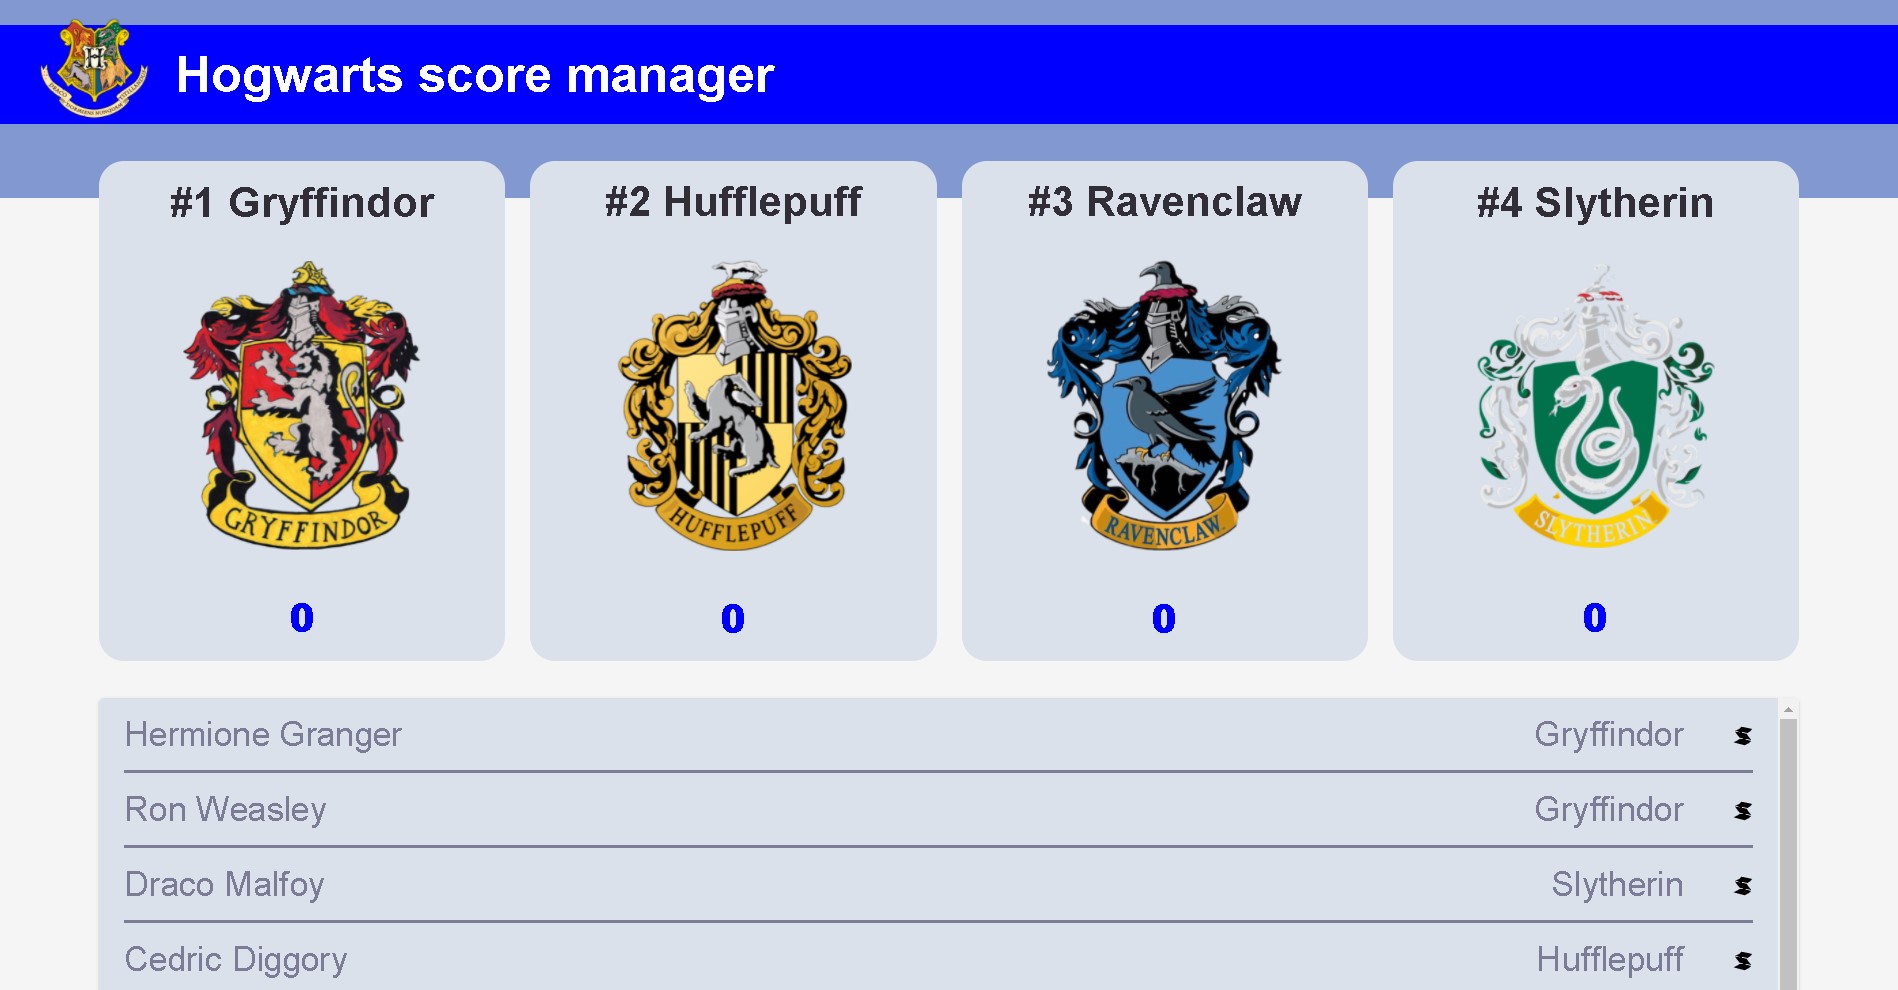 Hogwarts score manager
#1 Gryffindor
#2 Hufflepuff
#3 Ravenclaw
#4 Slytherin
GRYFFINDOR
HUFFLEPUFF
RAVENCLAW
SLYTHERIN
0
0
0
0
Hermione Granger Gryffindor
Ron Weasley Gryffindor
Draco Malfoy Slytherin
Cedric Diggory Hufflepuff